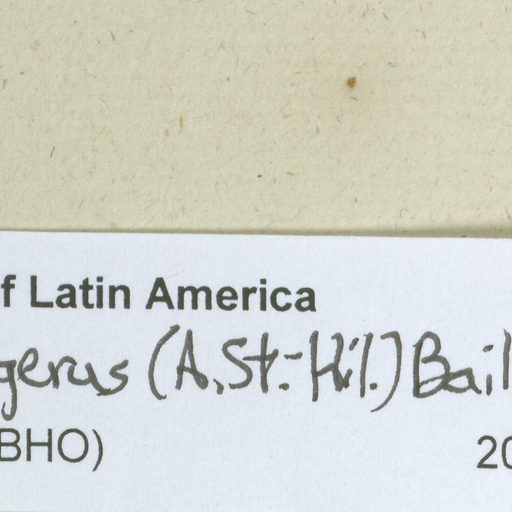 f Latin America
gerus (A. St.-Hil.) Bail
BHO) 20